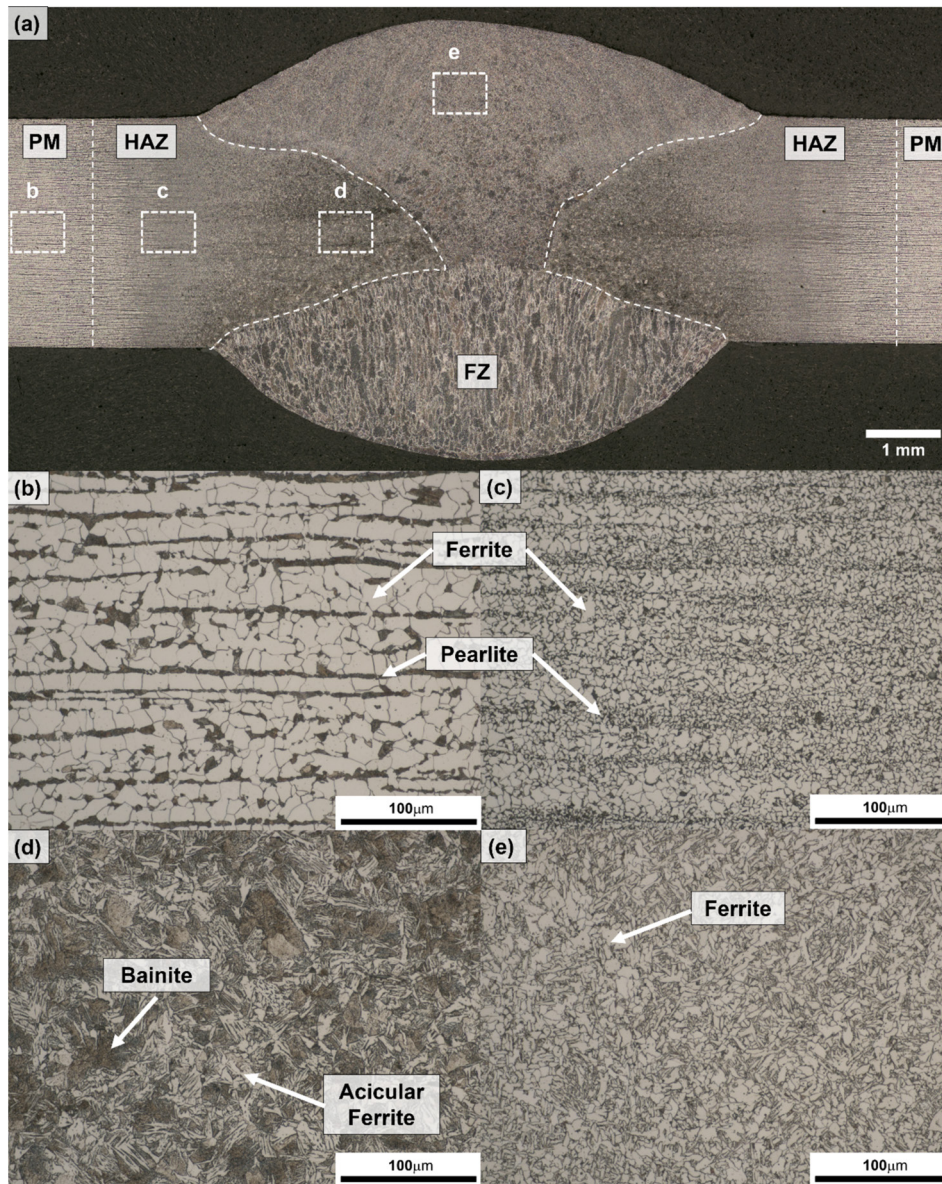 (a)
e
PM
HAZ
HAZ
PM
b
c
d
FZ
1 mm
(b)
(c)
Ferrite
Pearlite
100μm
100μm
(d)
(e)
Ferrite
Bainite
Acicular
Ferrite
100μm
100μm